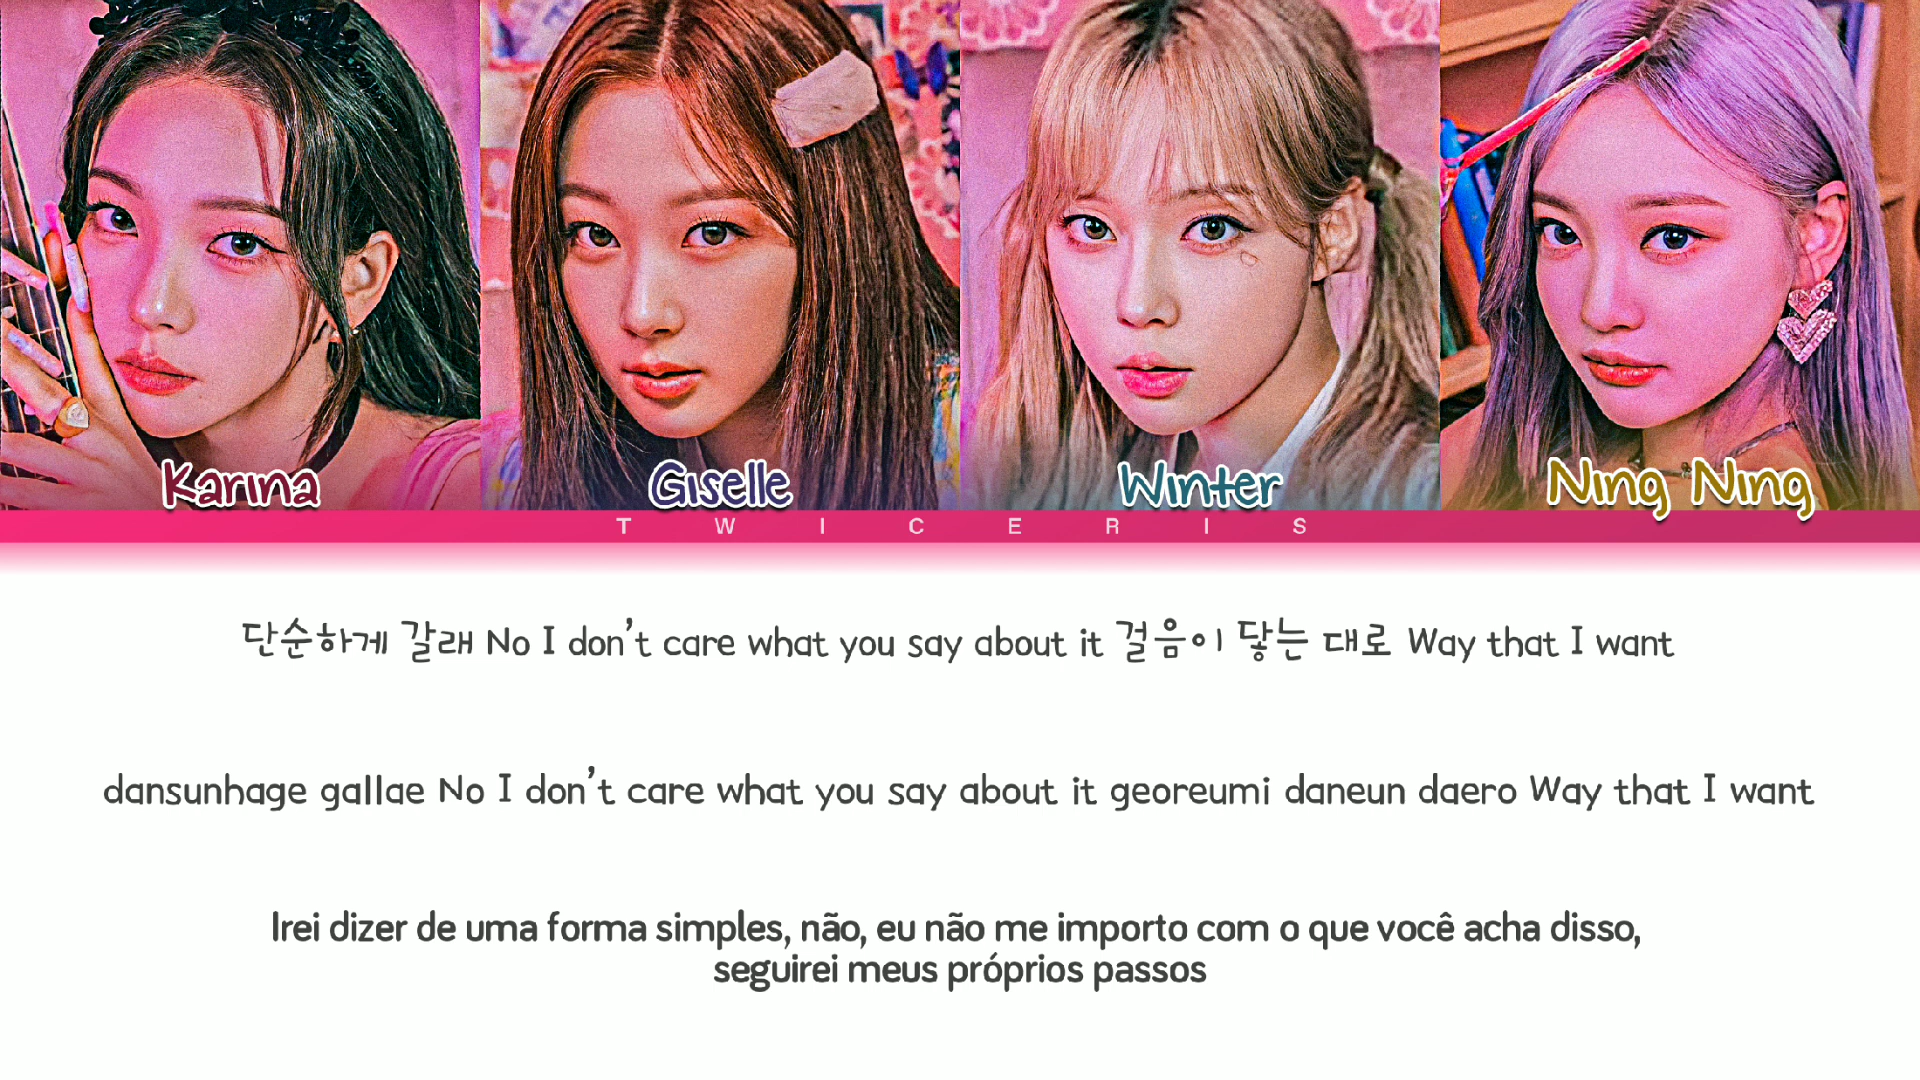 Karina
Giselle
Winter
Ning Ning
TWICERIS
단순하게 갈래 No I don't care what you say about it 걸음이 닿는 대로 Way that I want
dansunhage gallae No I don't care what you say about it georeumi daneun daero Way that I want
Irei dizer de uma forma simples, não, eu não me importo com o que você acha disso,
seguirei meus próprios passos